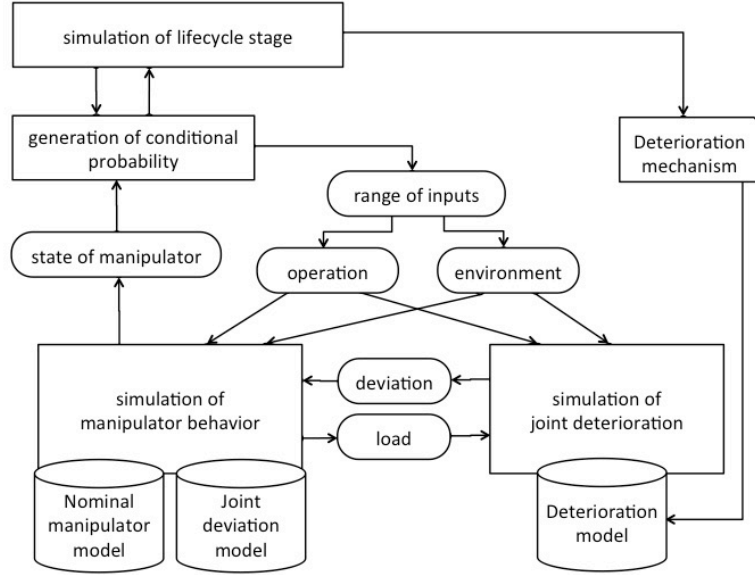 simulation of lifecycle stage
generation of conditional
probability
Deterioration
mechanism
range of inputs
state of manipulator
operation
environment
simulation of
manipulator behavior
deviation
load
simulation of
joint deterioration
Nominal
manipulator
model
Joint
deviation
model
Deterioration
model